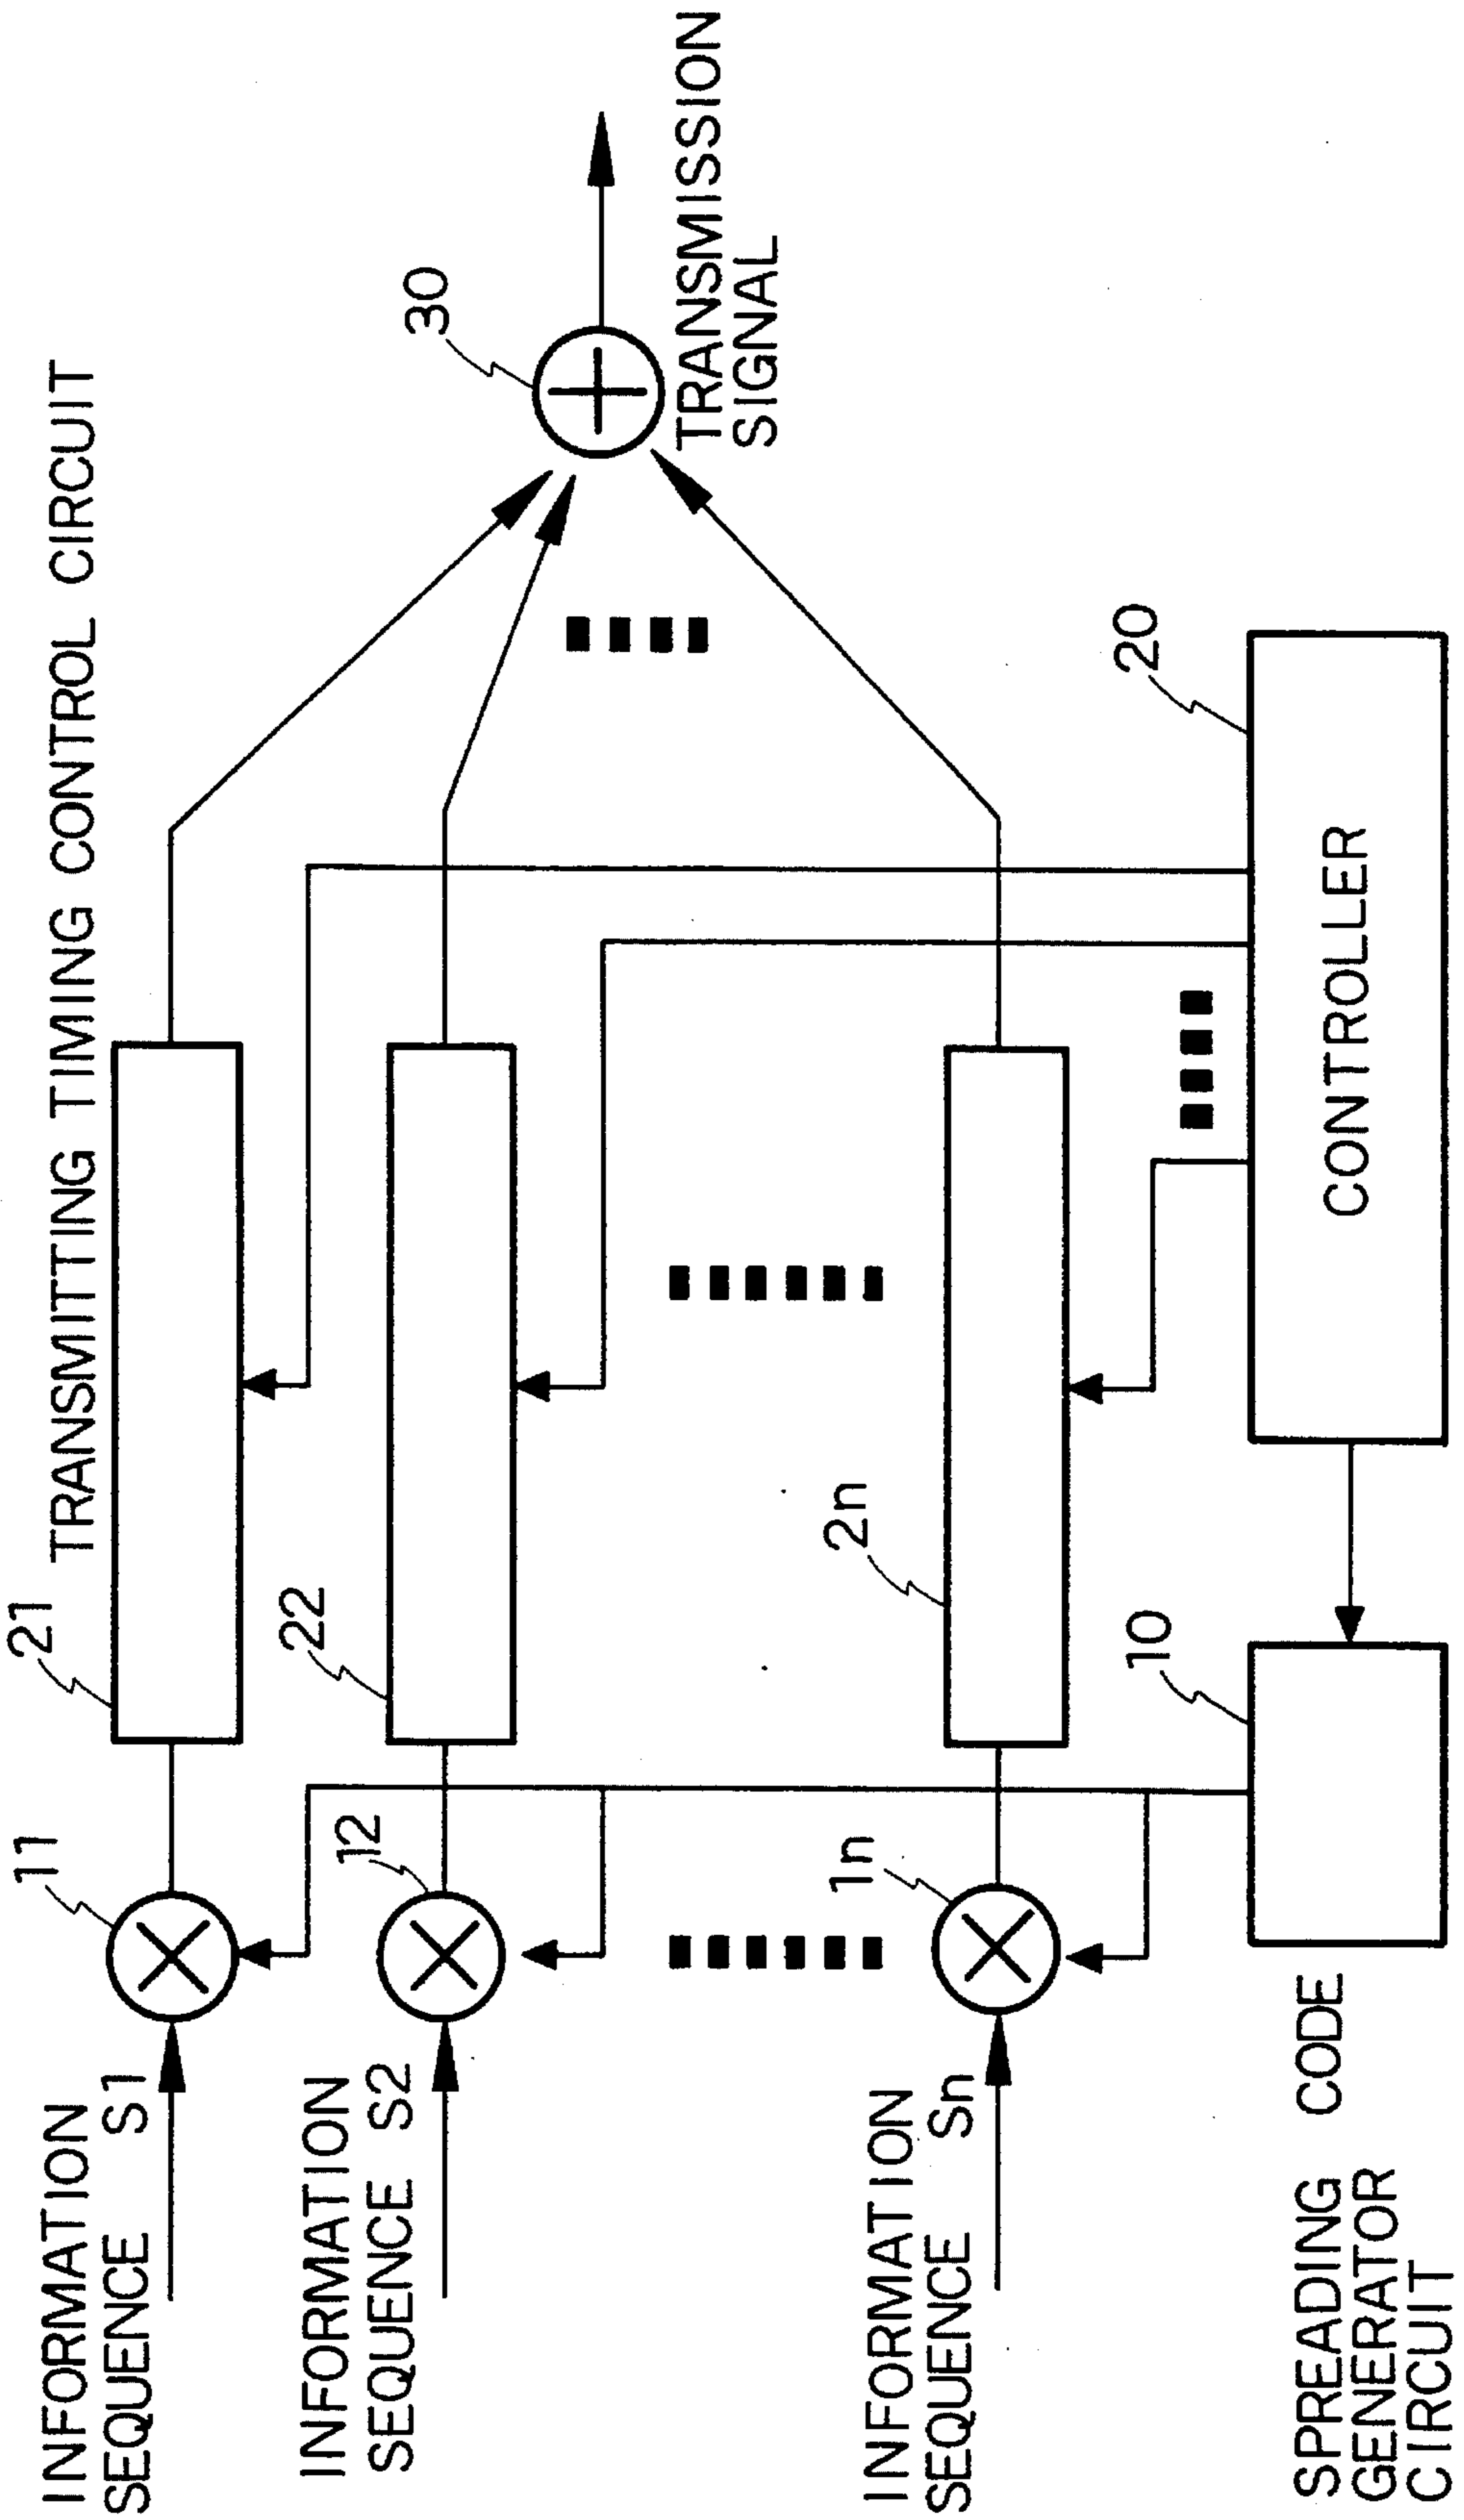 21
TRANSMITTING TIMING CONTROL CIRCUIT
11
INFORMATION
SEQUENCE S1
22
12
INFORMATION
SEQUENCE S2
30
TRANSMISSION
SIGNAL
2n
1n
INFORMATION
SEQUENCE Sn
10
20
SPREADING CODE
GENERATOR
CIRCUIT
CONTROLLER